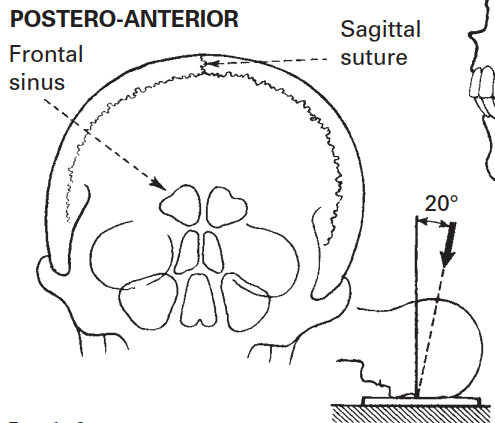 POSTERO-ANTERIOR
Frontal
sinus
Sagittal
suture
20°